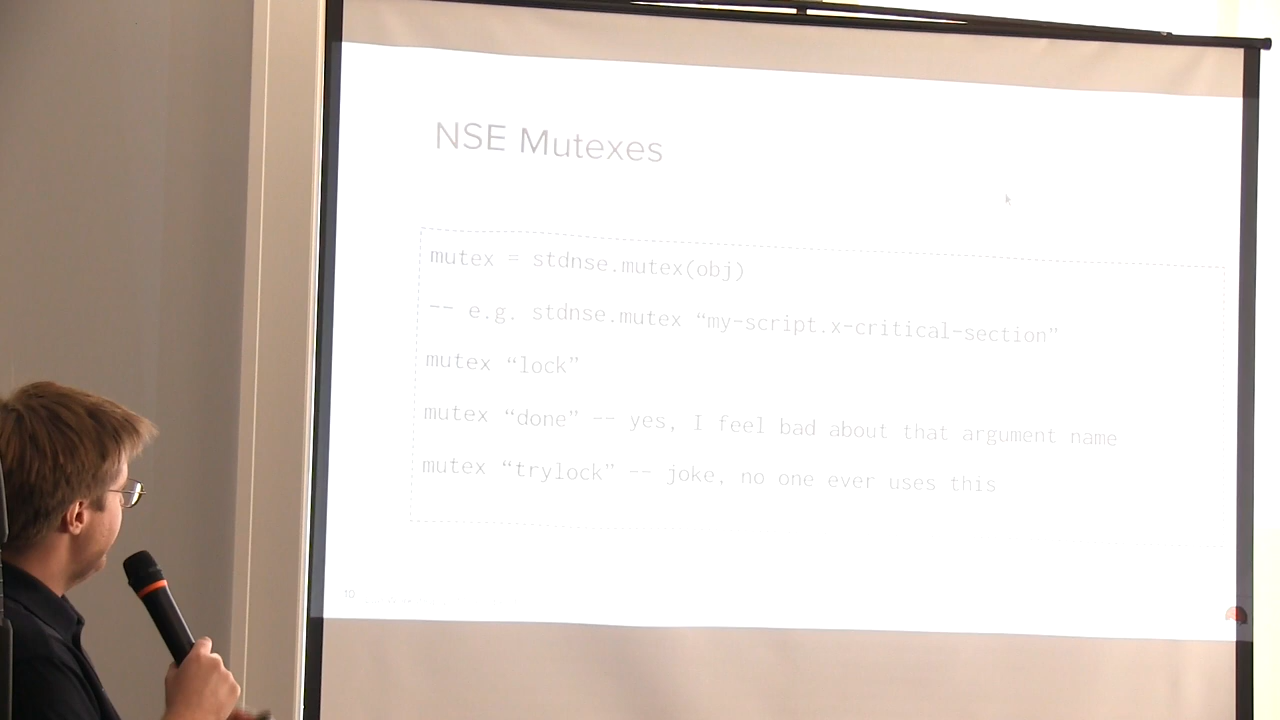 NSE Mutexes
mutex = stdnse.mutex(obj)
-- e.g. stdnse.mutex “my-script.x-critical-section”
mutex “lock”
mutex “done” -- yes, I feel bad about that argument name
mutex “trylock” -- joke, no one ever uses this
10